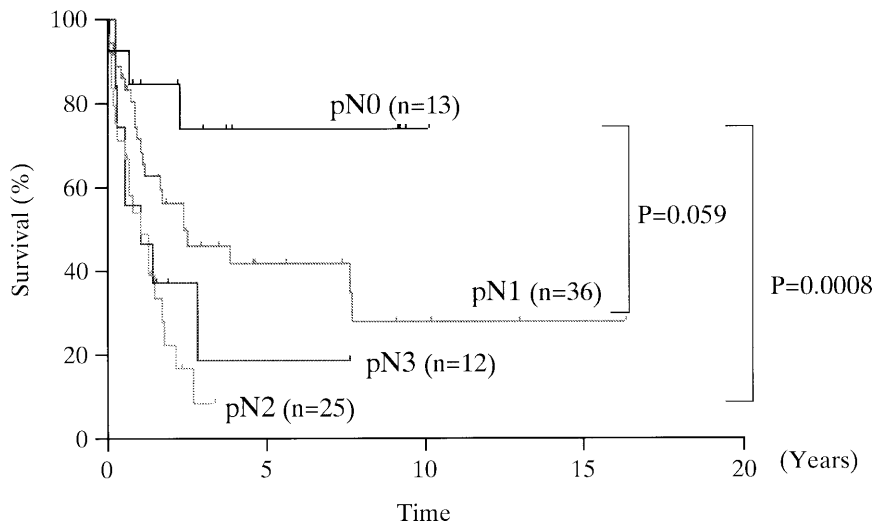 100
80
60
40
20
0
Survival (%)
pN0 (n=13)
P=0.059
P=0.0008
pN1 (n=36)
pN3 (n=12)
pN2 (n=25)
0 5 10 15 20 (Years)
Time